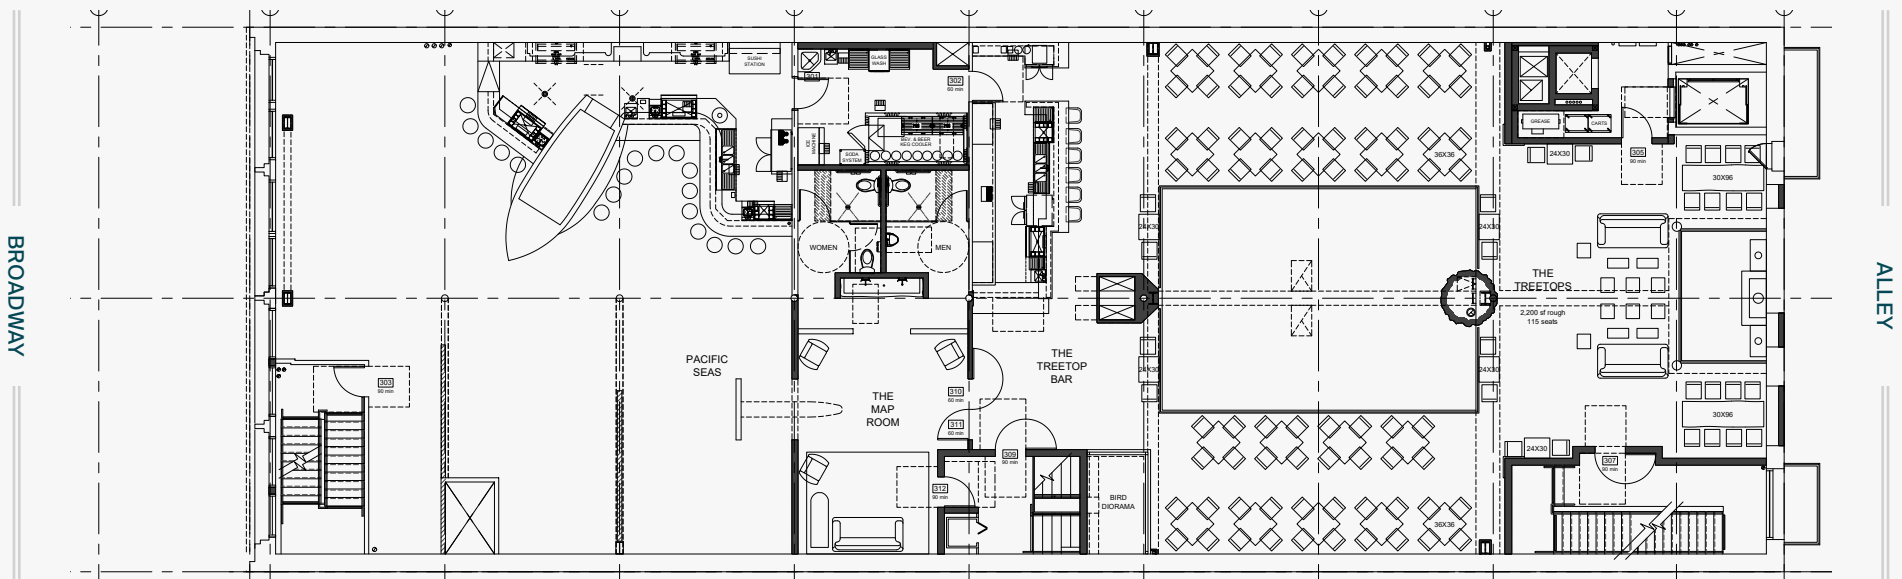 BROADWAY
SUSHI
STATION
301
GLASS
WASH
302
60 min
ICE
MACHINE
SODA
SYSTEM
BEV & BEER
KEG COOLER
WOMEN
MEN
303
90 min
PACIFIC
SEAS
THE
MAP
ROOM
310
60 min
311
60 min
312
90 min
309
90 min
THE
TREETOP
BAR
BIRD
DIORAMA
36X36
24X30
24X30
24X30
24X30
36X36
THE
TREETOPS
2,200 sf rough
115 seats
GREASE
CARTS
24X30
305
90 min
30X96
30X96
24X30
307
90 min
ALLEY